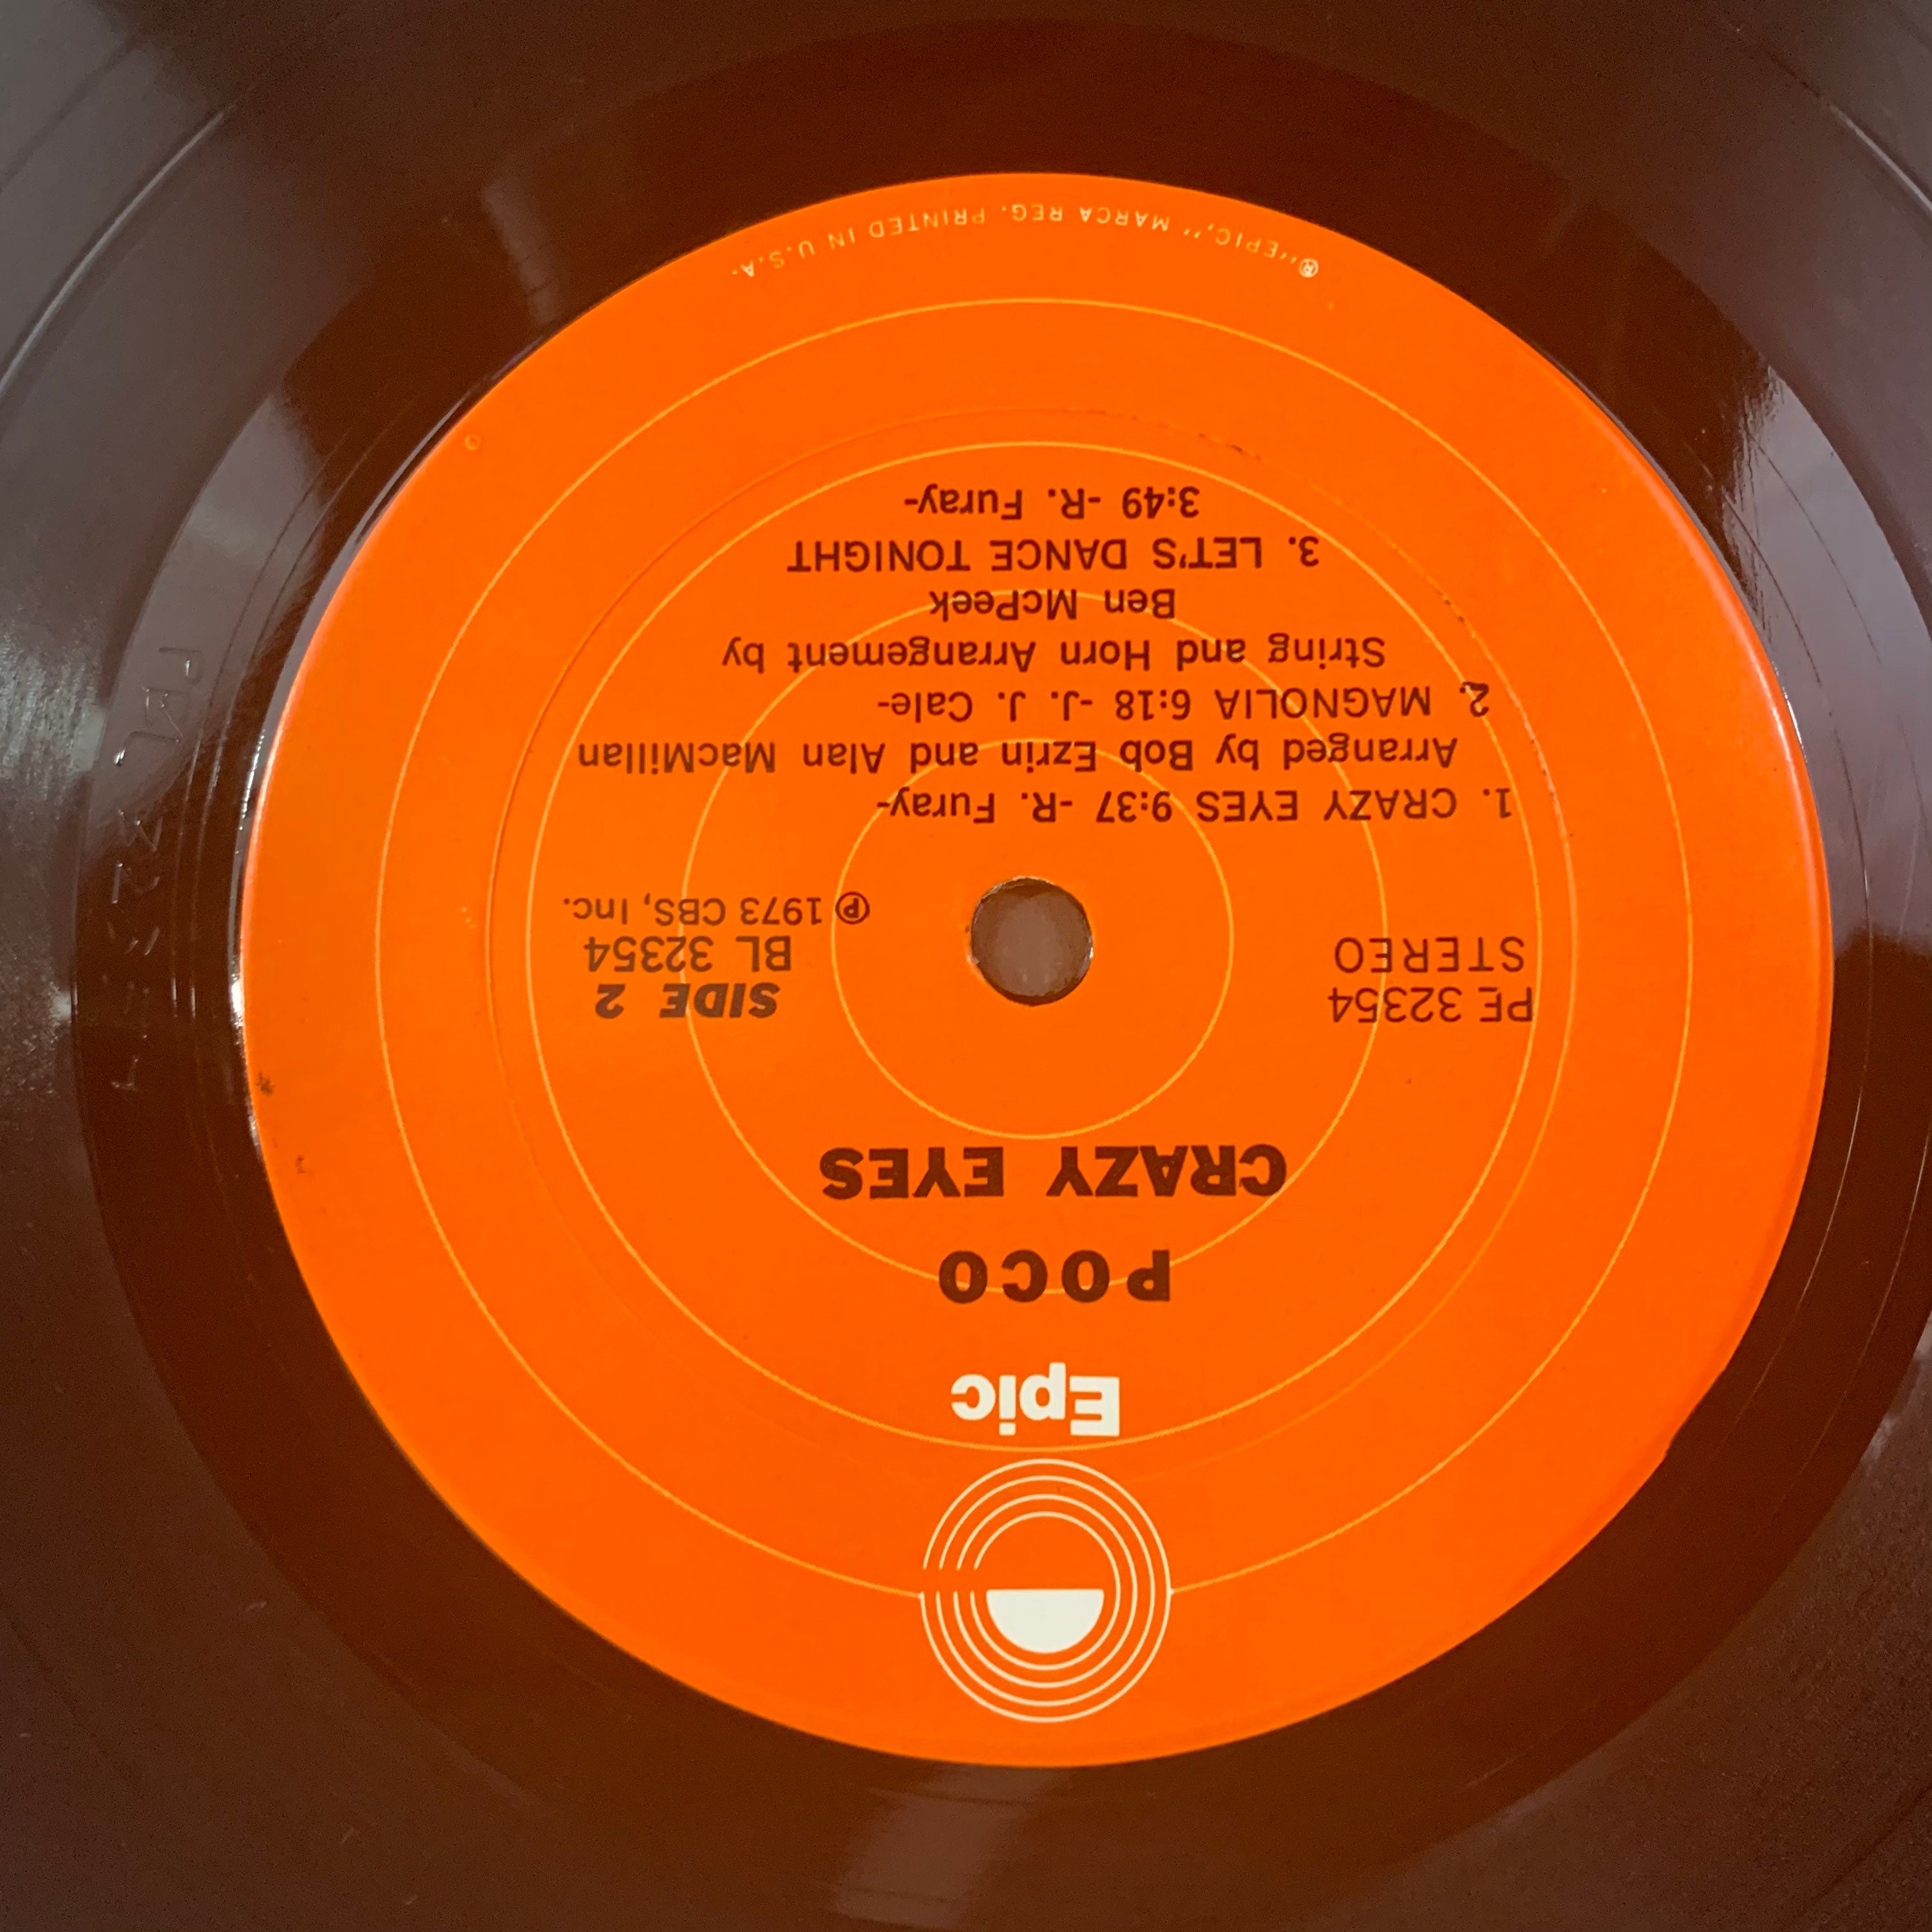 Epic
POCO
CRAZY EYES
PE 32354
STEREO
SIDE 2
BL 32354
℗ 1973 CBS, Inc.
1. CRAZY EYES 9:37 -R. Furay-
Arranged by Bob Ezrin and Alan MacMillan
2. MAGNOLIA 6:18 -J. J. Cale-
String and Horn Arrangement by
Ben McPeek
3. LET'S DANCE TONIGHT
3:49 -R. Furay-
®"EPIC," MARCA REG. PRINTED IN U.S.A.